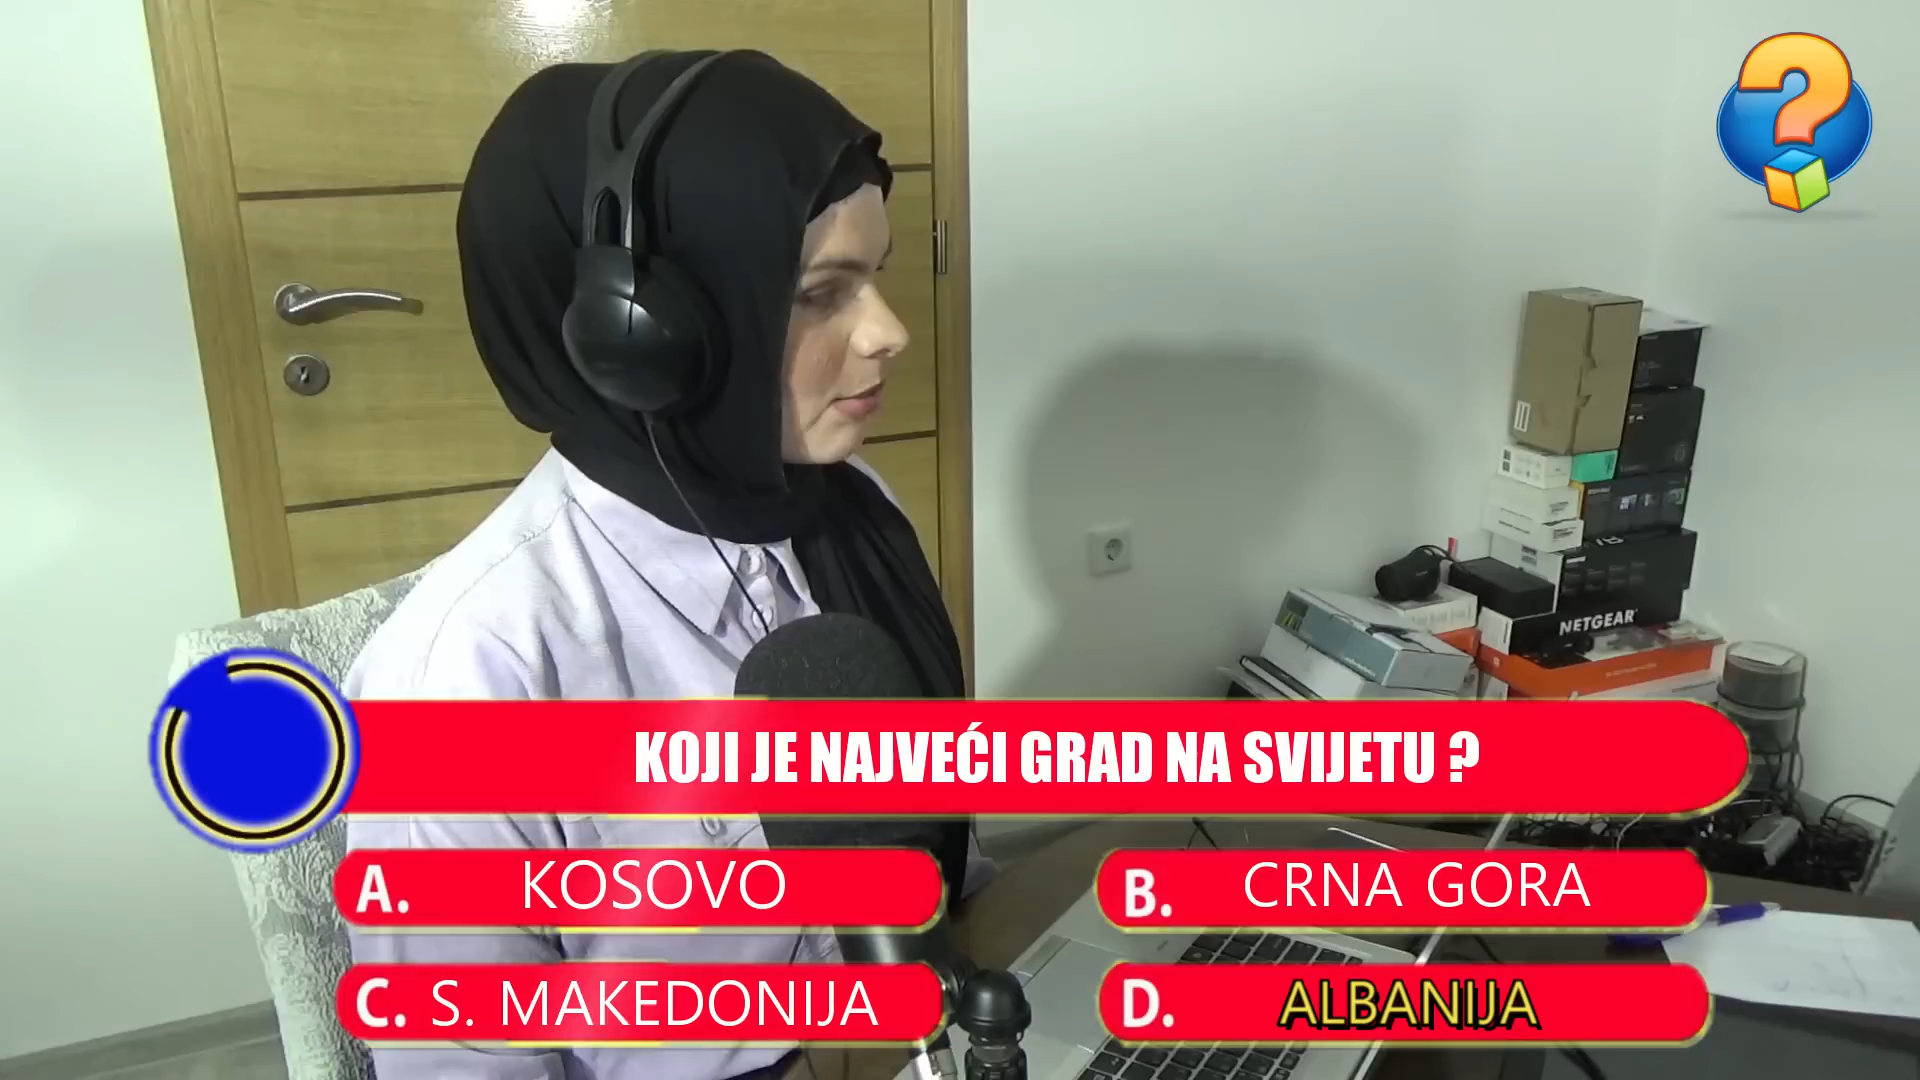 NETGEAR
KOJI JE NAJVEĆI GRAD NA SVIJETU ?
A. KOSOVO
B. CRNA GORA
C. S. MAKEDONIJA
D. ALBANIJA